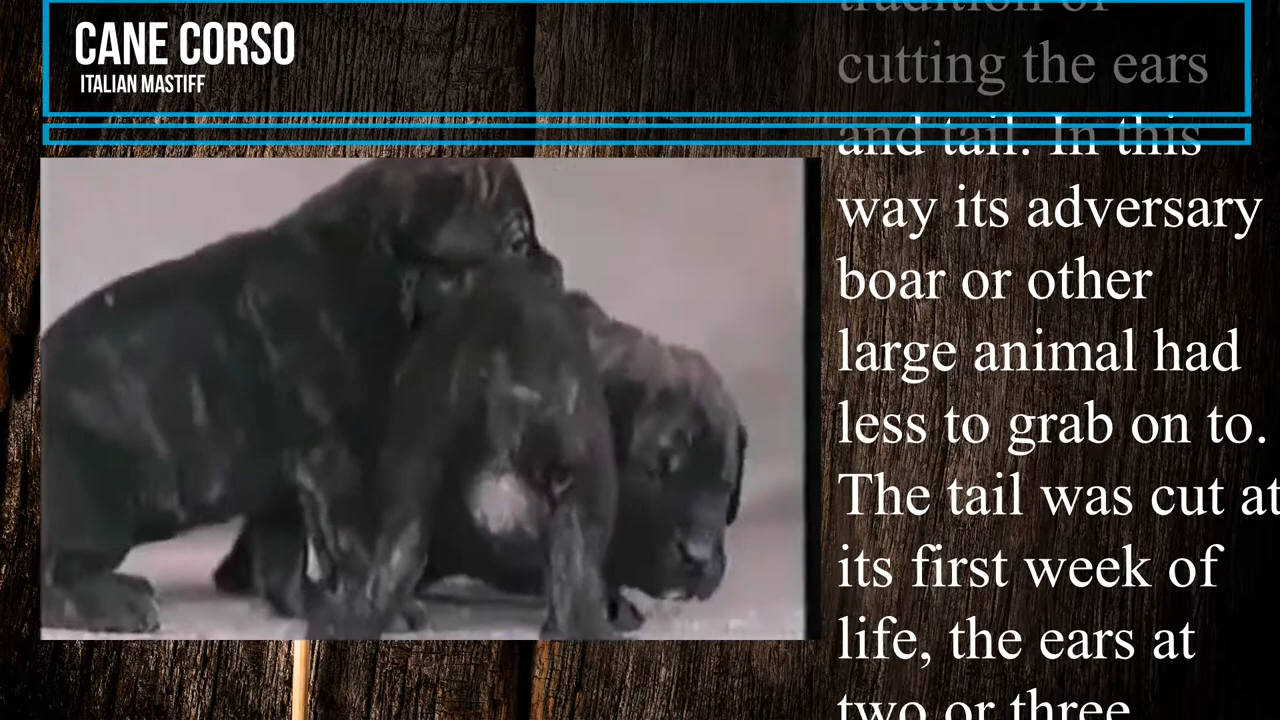 CANE CORSO
ITALIAN MASTIFF
tradition of
cutting the ears
and tail. In this
way its adversary
boar or other
large animal had
less to grab on to.
The tail was cut at
its first week of
life, the ears at
two or three